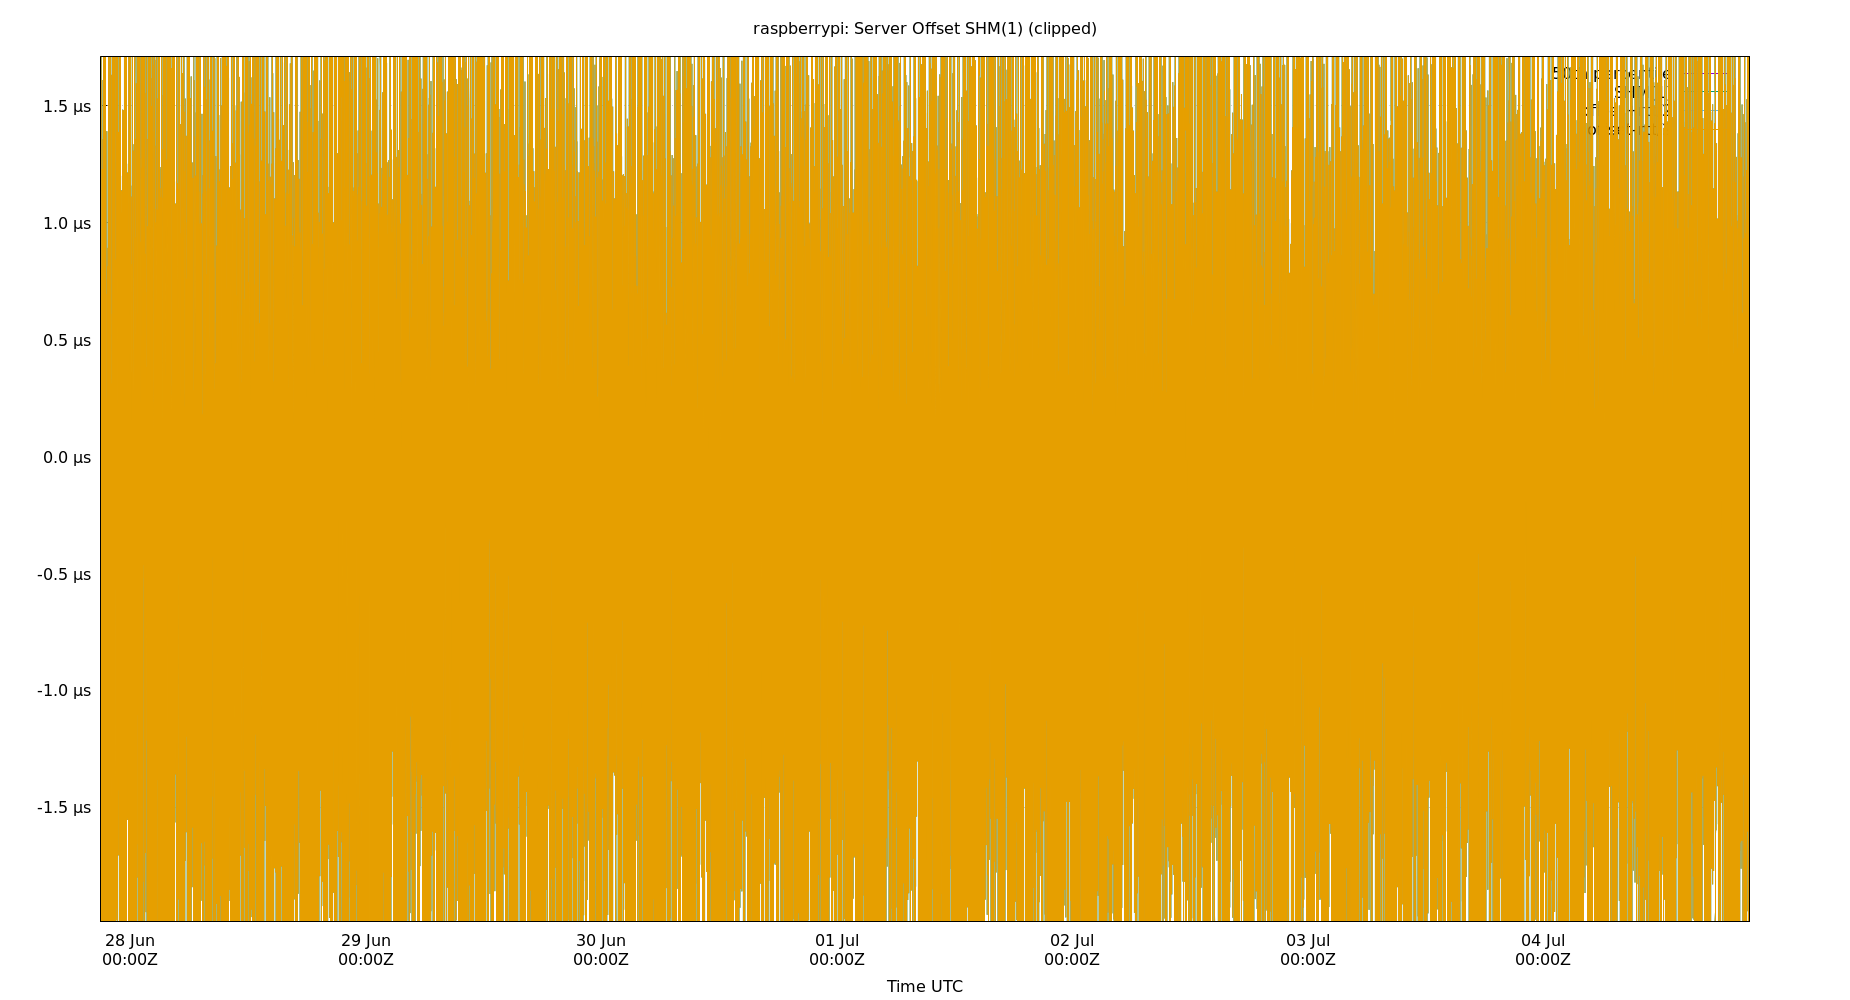 raspberrypi: Server Offset SHM(1) (clipped)
1.5 µs
1.0 µs
0.5 µs
0.0 µs
-0.5 µs
-1.0 µs
-1.5 µs
28 Jun 29 Jun 30 Jun 01 Jul 02 Jul 03 Jul 04 Jul
00:00Z 00:00Z 00:00Z 00:00Z 00:00Z 00:00Z 00:00Z
Time UTC